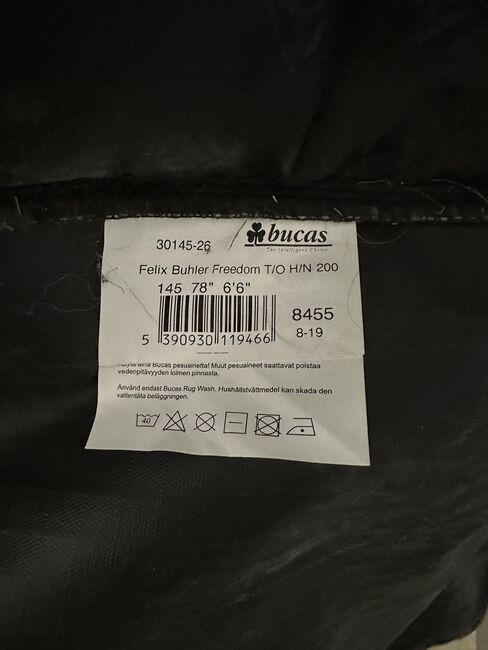 30145-26
bucas
The Intelligent Choice
Felix Buhler Freedom T/O H/N 200
145 78" 6'6"
8455
5 390930 119466
8-19
aina Bucas pesuainetta! Muut pesuaineet saattavat poistaa
vedenpitävyyden loimen pinnasta.
Använd endast Bucas Rug Wash. Hushållstvättmedel kan skada den
vattentäta beläggningen.
40